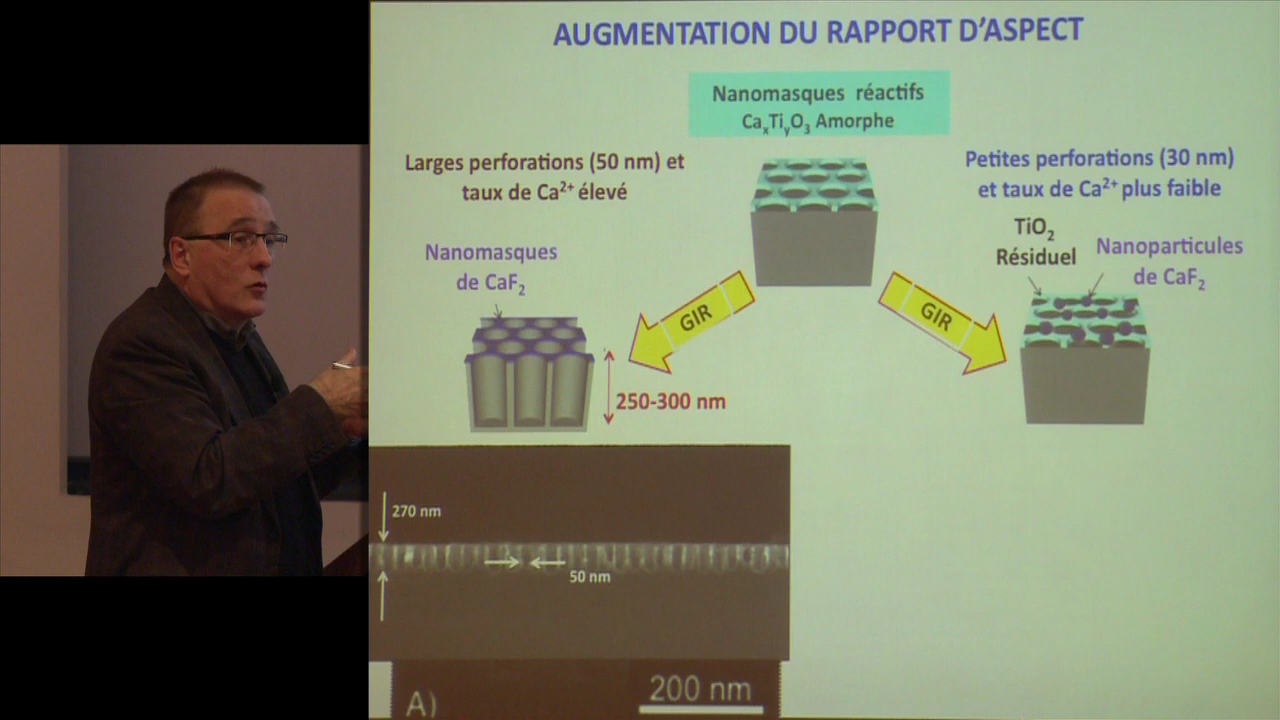 AUGMENTATION DU RAPPORT D'ASPECT
Nanomasques réactifs
CaxTiyO3 Amorphe
Larges perforations (50 nm) et
taux de Ca2+ élevé
Petites perforations (30 nm)
et taux de Ca2+ plus faible
TiO2
Résiduel
Nanoparticules
de CaF2
Nanomasques
de CaF2
GIR
GIR
250-300 nm
270 nm
50 nm
A)
200 nm